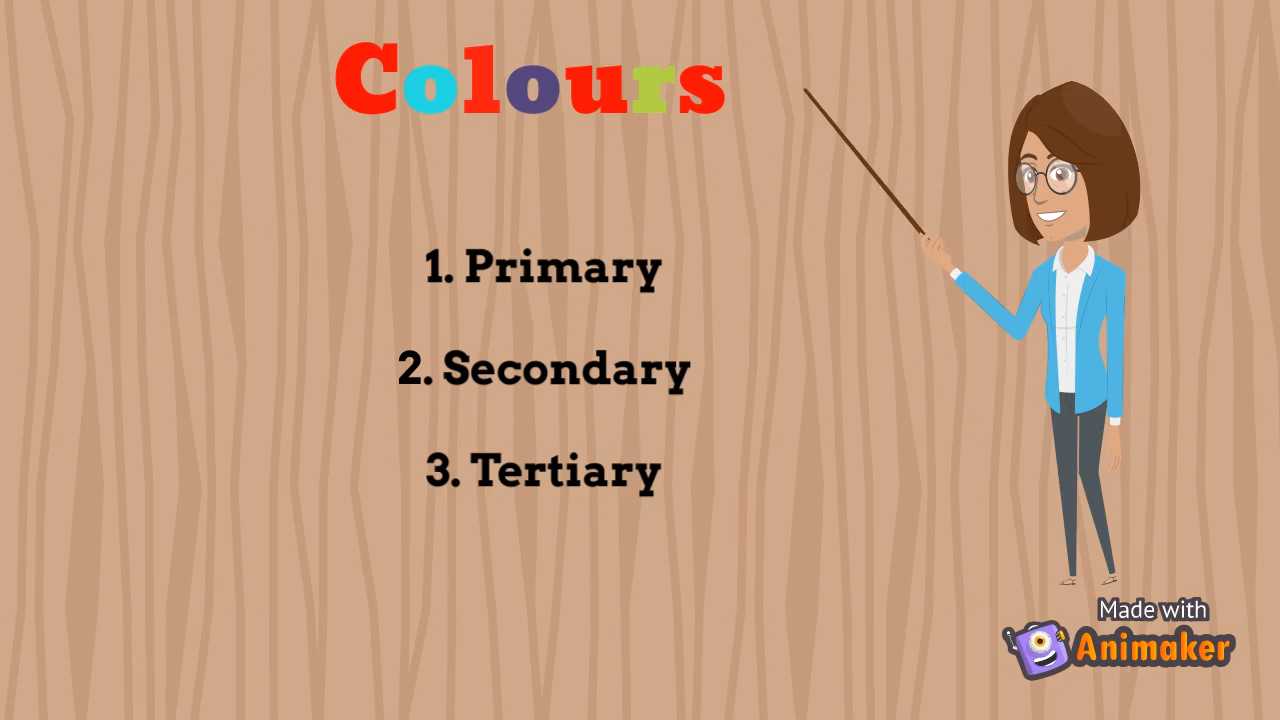 Colours
1. Primary
2. Secondary
3. Tertiary
Made with
Animaker